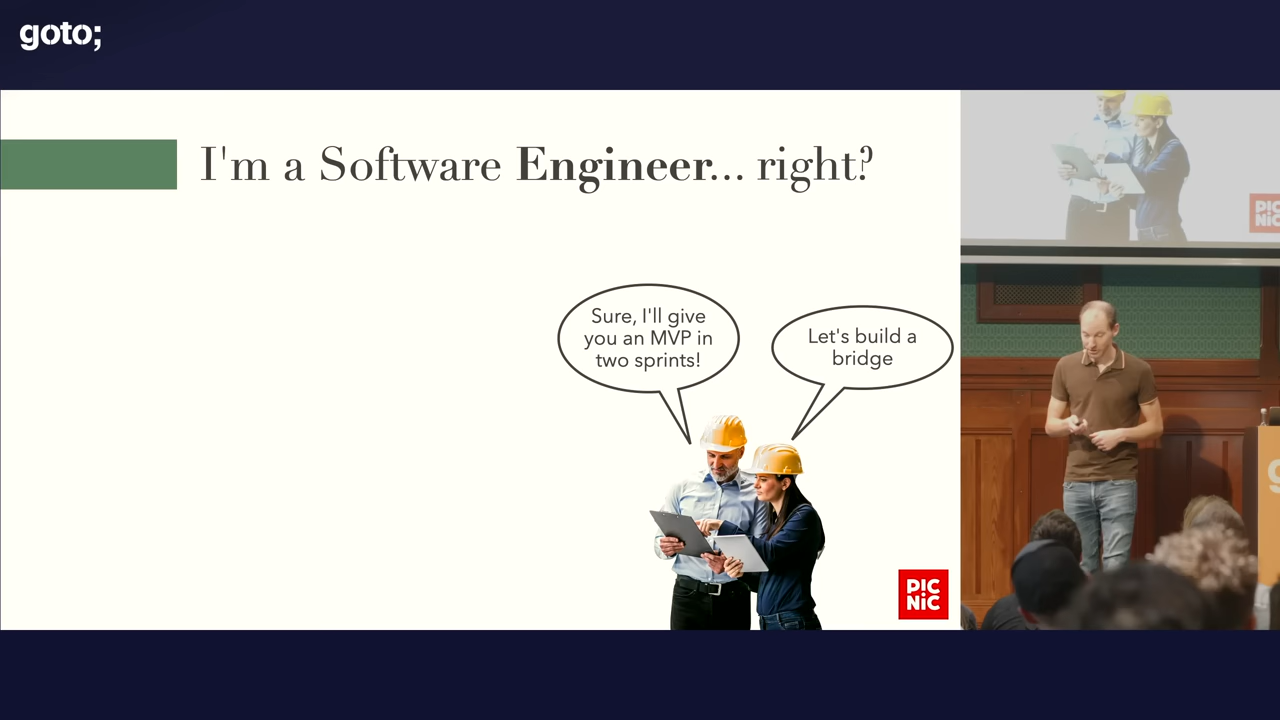 goto;
I'm a Software Engineer... right?
Sure, I'll give
you an MVP in
two sprints!
Let's build a
bridge
PIC
NiC